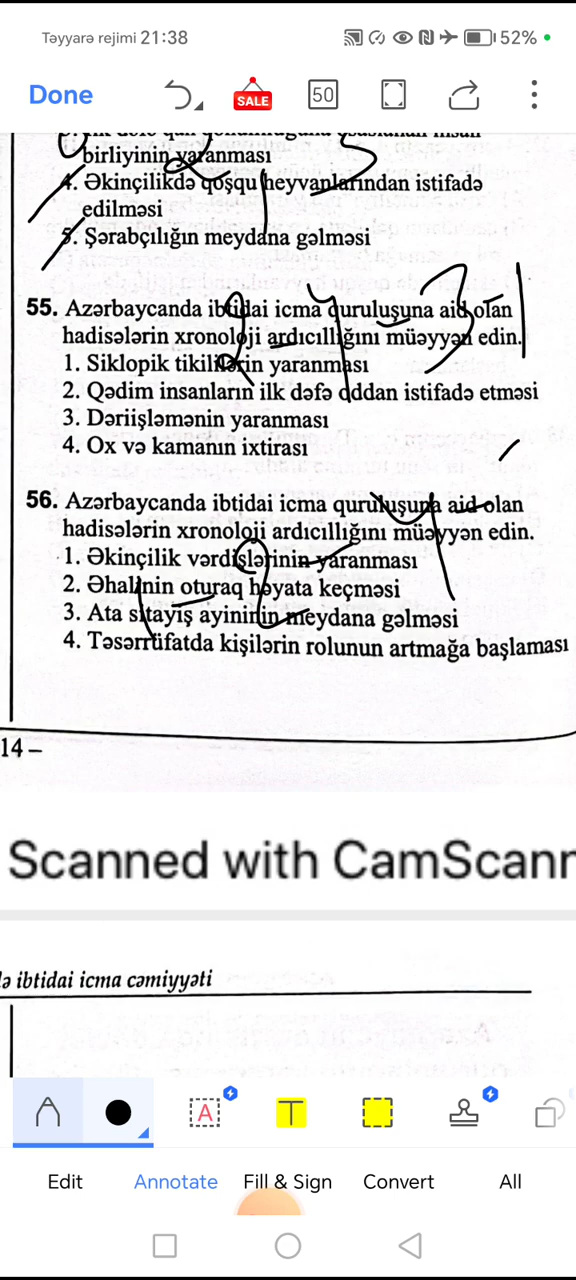 Təyyarə rejimi 21:38
52%
Done
SALE
50
birliyinin yaranması
4. Əkinçilikdə qoşqu heyvanlarından istifadə
edilməsi
5. Şərabçılığın meydana gəlməsi
2 4 3 1
55. Azərbaycanda ibtidai icma quruluşuna aid olan
hadisələrin xronoloji ardıcıllığını müəyyən edin.
1. Siklopik tikililərin yaranması
2. Qədim insanların ilk dəfə oddan istifadə etməsi
3. Dəriişləmənin yaranması
4. Ox və kamanın ixtirası
56. Azərbaycanda ibtidai icma quruluşuna aid olan
hadisələrin xronoloji ardıcıllığını müəyyən edin.
1. Əkinçilik vərdişlərinin yaranması
2. Əhalinin oturaq həyata keçməsi
3. Ata sitayiş ayininin meydana gəlməsi
4. Təsərrüfatda kişilərin rolunun artmağa başlaması
14 –
Scanned with CamScann
ibtidai icma cəmiyyəti
A
T
Edit Annotate Fill & Sign Convert All